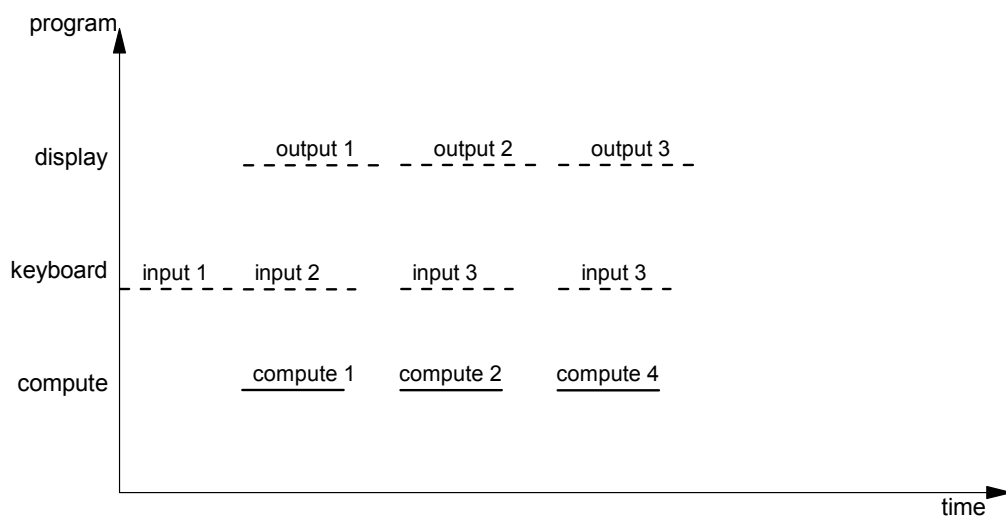 program
display output 1 output 2 output 3
keyboard input 1 input 2 input 3 input 3
compute compute 1 compute 2 compute 4
time